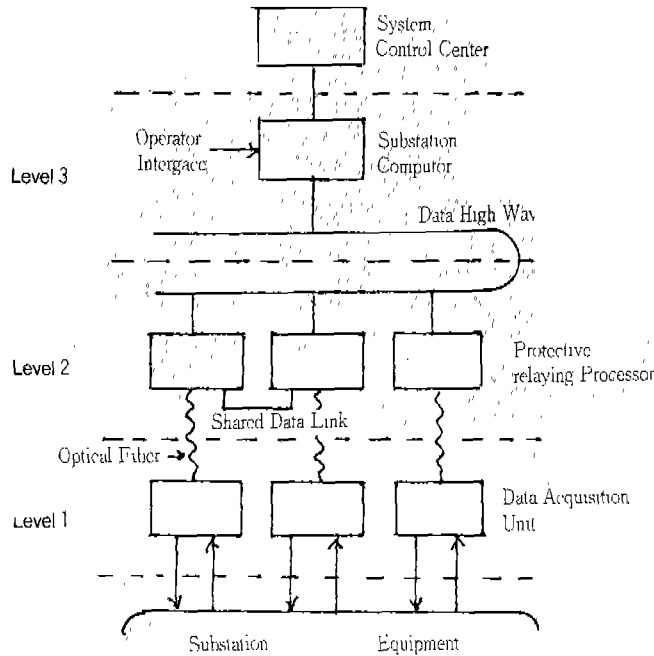 System
Control Center
Operator
Intergace
Substation
Computor
Level 3
Data High Way
Level 2
Protective
relaying Processor
Shared Data Link
Optical Fiber
Level 1
Data Acquisition
Unit
Substation
Equipment